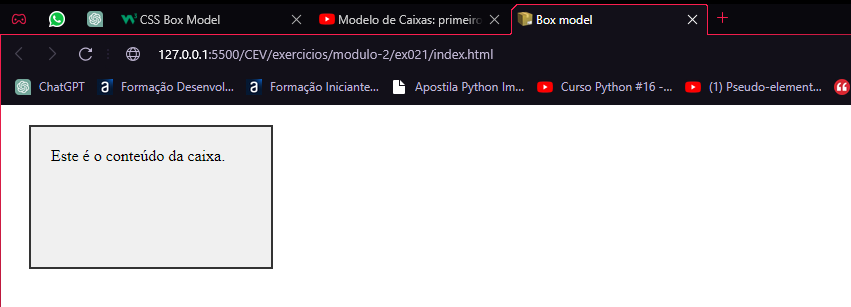 CSS Box Model
Modelo de Caixas: primeiro
Box model
127.0.0.1:5500/CEV/exercicios/modulo-2/ex021/index.html
ChatGPT
Formação Desenvol...
Formação Iniciante...
Apostila Python Im...
Curso Python #16 -...
(1) Pseudo-element...
Este é o conteúdo da caixa.